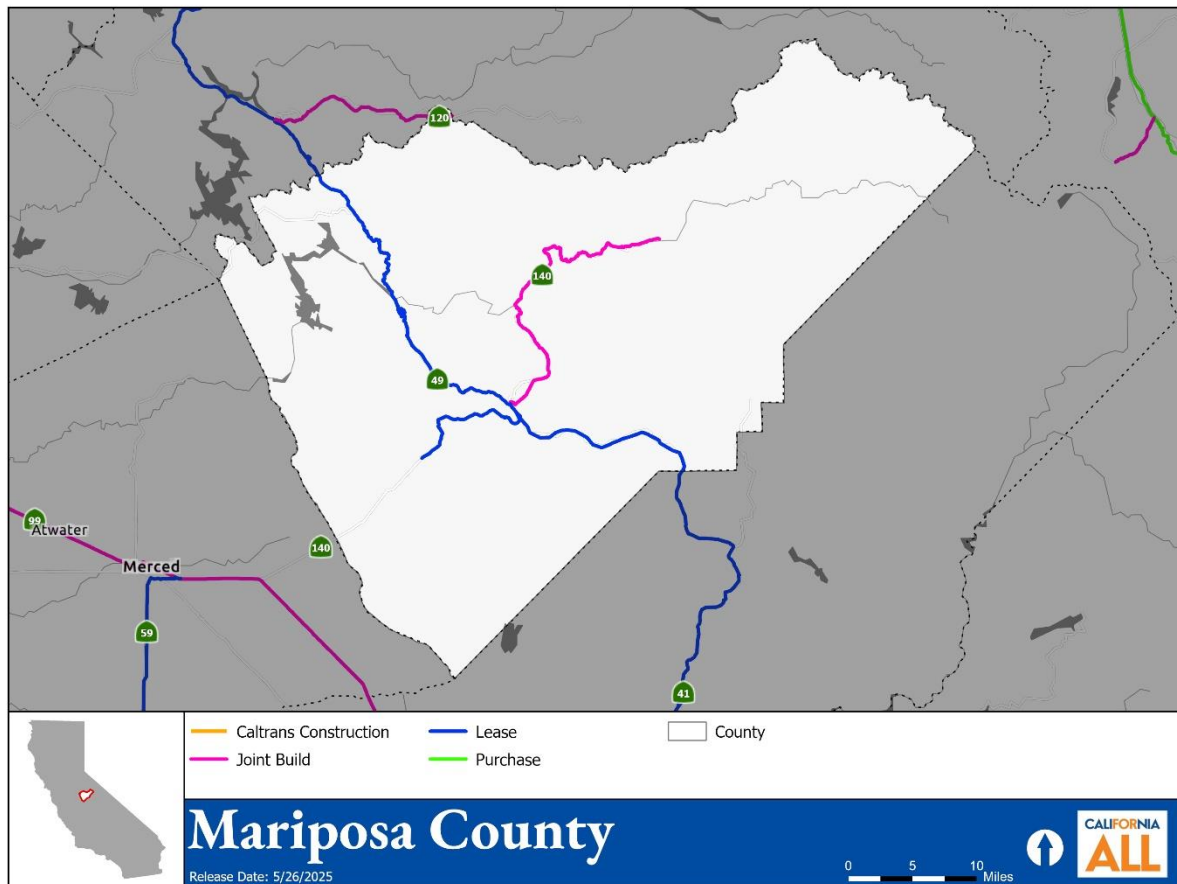 120
140
49
99
Atwater
Merced
140
59
41
Caltrans Construction
Lease
County
Joint Build
Purchase
Mariposa County
Release Date: 5/26/2025
0 5 10
Miles
CALIFORNIA
ALL